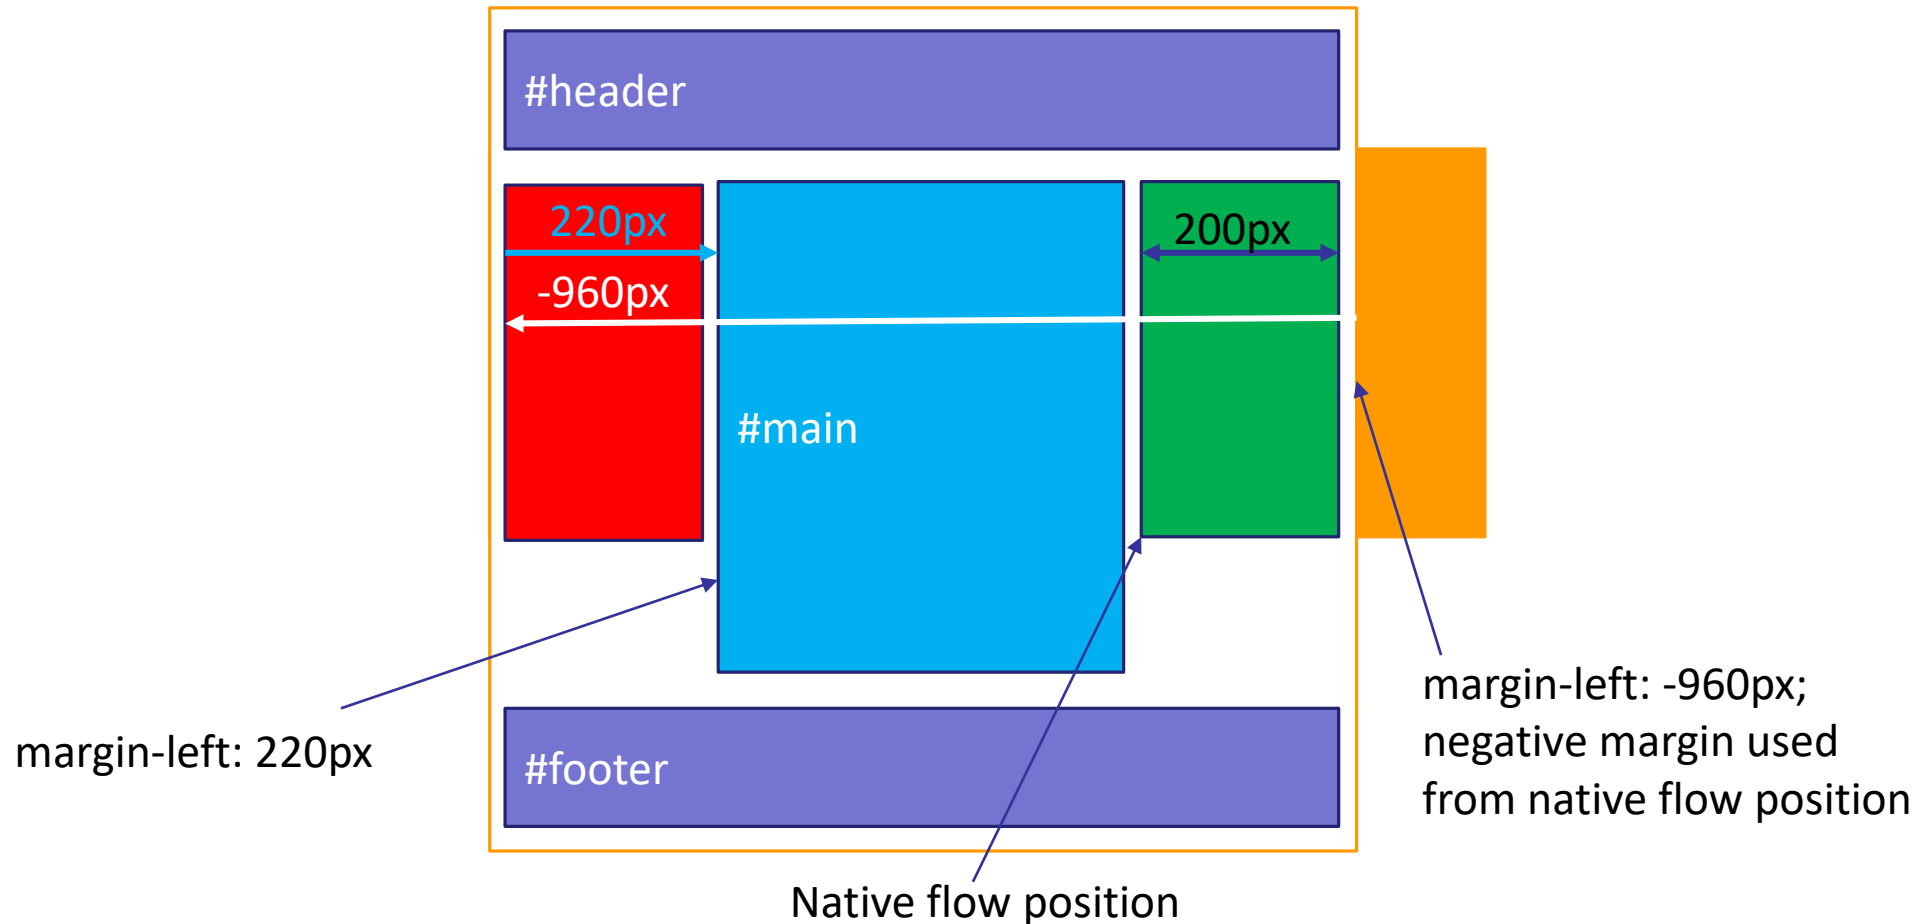 #header
220px
200px
-960px
#main
margin-left: 220px
margin-left: -960px;
negative margin used
from native flow position
#footer
Native flow position